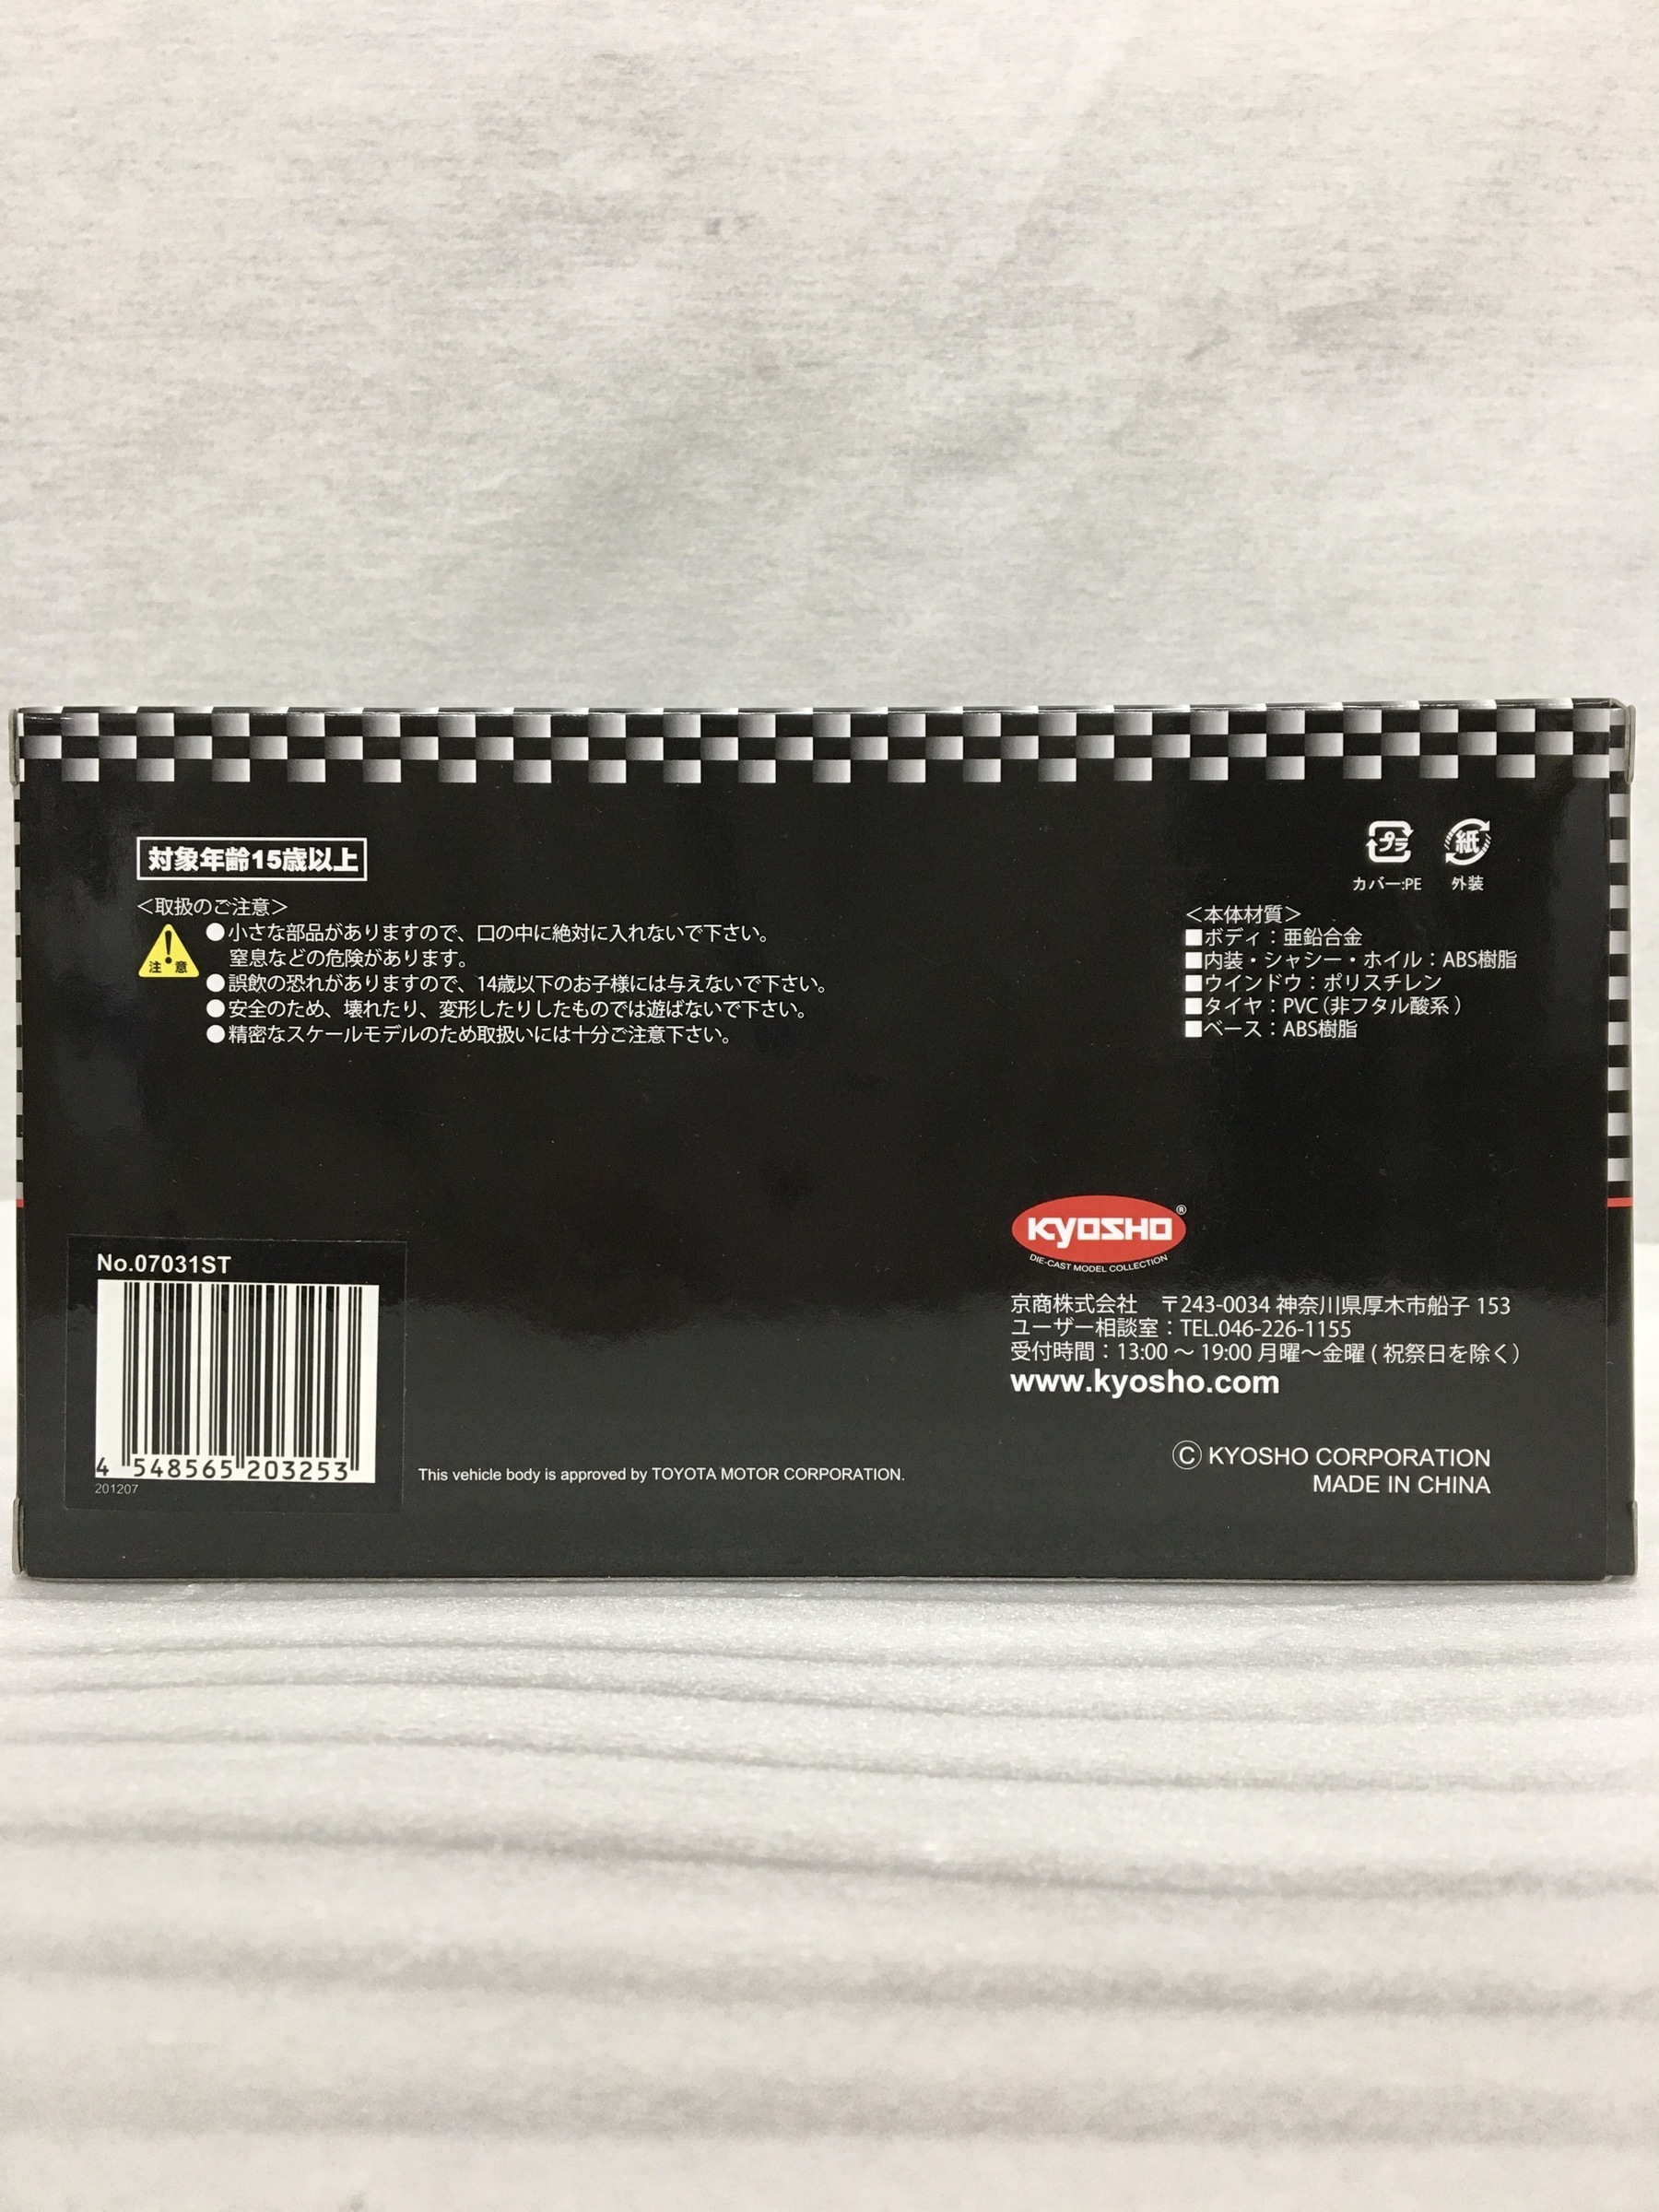 対象年齢15歳以上
＜取扱のご注意＞
注 意
●小さな部品がありますので、口の中に絶対に入れないで下さい。
窒息などの危険があります。
●誤飲の恐れがありますので、14歳以下のお子様には与えないで下さい。
●安全のため、壊れたり、変形したりしたものでは遊ばないで下さい。
●精密なスケールモデルのため取扱いには十分ご注意下さい。
プラ 紙
カバー:PE 外装
＜本体材質＞
■ボディ：亜鉛合金
■内装・シャシー・ホイル：ABS樹脂
■ウインドウ：ポリスチレン
■タイヤ：PVC（非フタル酸系）
■ベース：ABS樹脂
KYOSHO®
DIE-CAST MODEL COLLECTION
京商株式会社　〒243-0034 神奈川県厚木市船子 153
ユーザー相談室：TEL.046-226-1155
受付時間：13:00 〜 19:00 月曜〜金曜 ( 祝祭日を除く）
www.kyosho.com
Ⓒ KYOSHO CORPORATION
MADE IN CHINA
No.07031ST
4 548565 203253
201207
This vehicle body is approved by TOYOTA MOTOR CORPORATION.